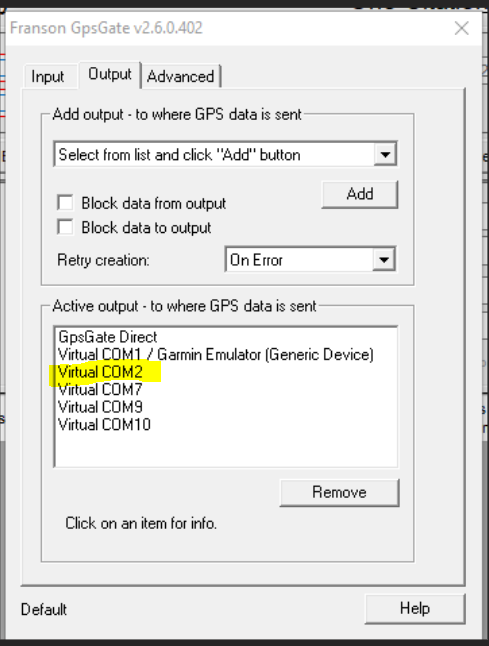 Franson GpsGate v2.6.0.402
Input Output Advanced
Add output - to where GPS data is sent
Select from list and click "Add" button
Add
Block data from output
Block data to output
Retry creation: On Error
Active output - to where GPS data is sent
GpsGate Direct
Virtual COM1 / Garmin Emulator (Generic Device)
Virtual COM2
Virtual COM7
Virtual COM9
Virtual COM10
Remove
Click on an item for info.
Default Help